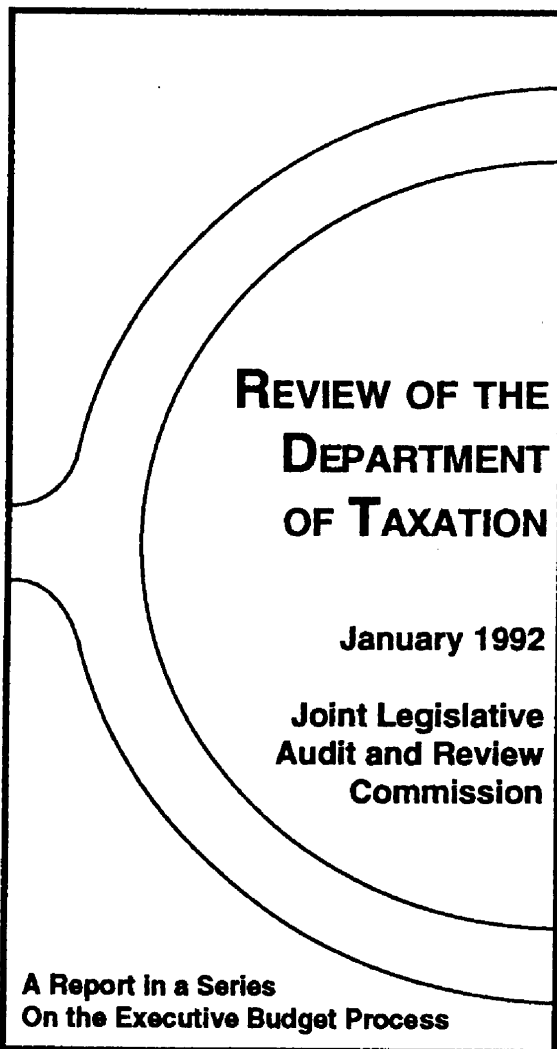 REVIEW OF THE
DEPARTMENT
OF TAXATION
January 1992
Joint Legislative
Audit and Review
Commission
A Report in a Series
On the Executive Budget Process